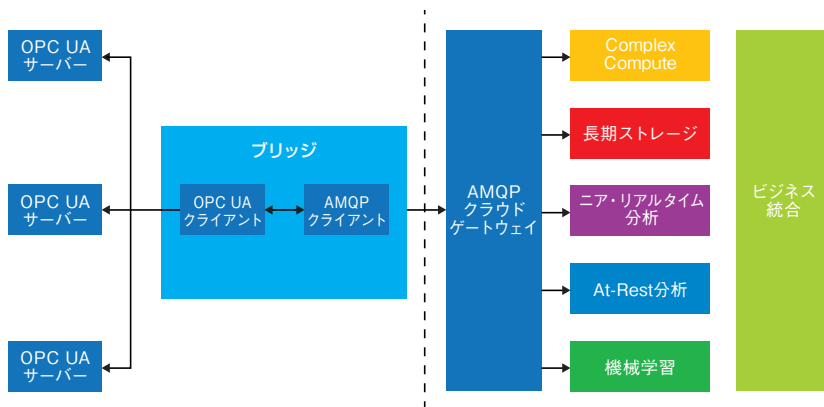 OPC UA
サーバー
OPC UA
サーバー
OPC UA
サーバー
ブリッジ
OPC UA
クライアント
AMQP
クライアント
AMQP
クラウド
ゲートウェイ
Complex
Compute
長期ストレージ
ニア・リアルタイム
分析
At-Rest分析
機械学習
ビジネス
統合